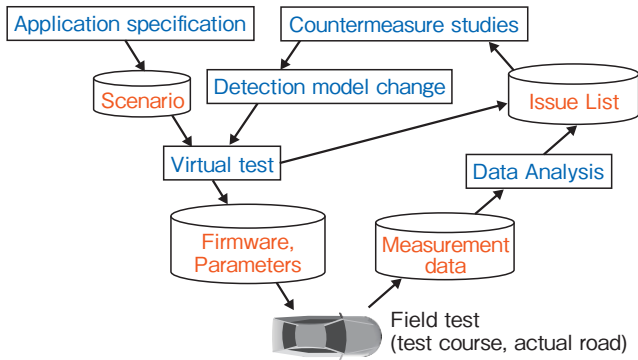 Application specification
Countermeasure studies
Scenario
Detection model change
Issue List
Virtual test
Data Analysis
Firmware,
Parameters
Measurement
data
Field test
(test course, actual road)